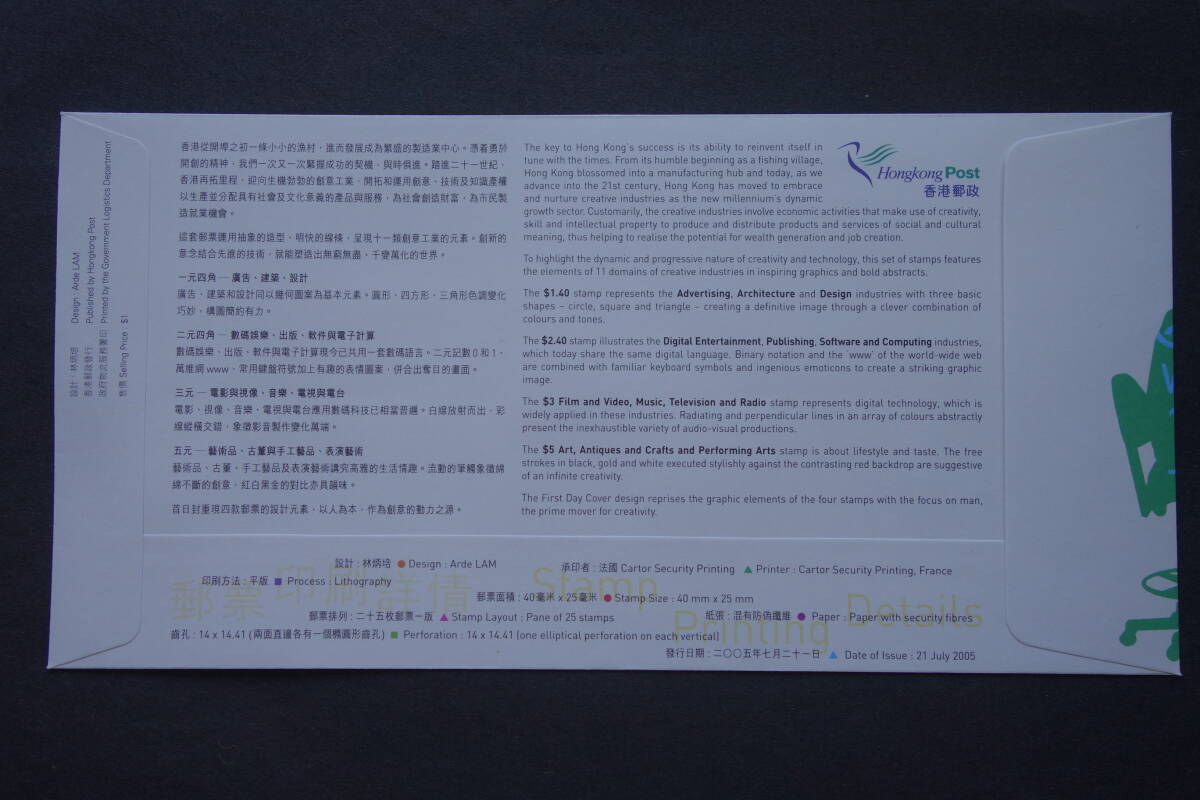 香港從開埠之初一條小小的漁村，進而發展成為繁盛的製造業中心。憑着勇於
開創的精神，我們一次又一次緊握成功的契機，與時俱進。踏進二十一世紀，
香港再拓里程，迎向生機勃勃的創意工業，開拓和運用創意、技術及知識產權
以生產並分配具有社會及文化意義的產品與服務，為社會創造財富，為市民製
造就業機會。
這套郵票運用抽象的造型、明快的線條，呈現十一類創意工業的元素。創新的
意念結合先進的技術，就能塑造出無窮無盡、千變萬化的世界。
一元四角 — 廣告、建築、設計
廣告、建築和設計同以幾何圖案為基本元素。圓形、四方形、三角形色調變化
巧妙，構圖簡約有力。
二元四角 — 數碼娛樂、出版、軟件與電子計算
數碼娛樂、出版、軟件與電子計算現今已共用一套數碼語言。二元記數0和1、
萬維網www、常用鍵盤符號加上有趣的表情圖案，併合出奪目的畫面。
三元 — 電影與視像、音樂、電視與電台
電影、視像、音樂、電視與電台應用數碼科技已相當普遍。白線放射而出，彩
線縱橫交錯，象徵影音製作變化萬端。
五元 — 藝術品、古董與手工藝品、表演藝術
藝術品、古董、手工藝品及表演藝術講究高雅的生活情趣。流動的筆觸象徵綿
綿不斷的創意，紅白黑金的對比亦具韻味。
首日封重現四款郵票的設計元素，以人為本，作為創意的動力之源。
The key to Hong Kong's success is its ability to reinvent itself in
tune with the times. From its humble beginning as a fishing village,
Hong Kong blossomed into a manufacturing hub and today, as we
advance into the 21st century, Hong Kong has moved to embrace
and nurture creative industries as the new millennium's dynamic
growth sector. Customarily, the creative industries involve economic activities that make use of creativity,
skill and intellectual property to produce and distribute products and services of social and cultural
meaning, thus helping to realise the potential for wealth generation and job creation.
To highlight the dynamic and progressive nature of creativity and technology, this set of stamps features
the elements of 11 domains of creative industries in inspiring graphics and bold abstracts.
The $1.40 stamp represents the Advertising, Architecture and Design industries with three basic
shapes – circle, square and triangle – creating a definitive image through a clever combination of
colours and tones.
The $2.40 stamp illustrates the Digital Entertainment, Publishing, Software and Computing industries,
which today share the same digital language. Binary notation and the 'www' of the world-wide web
are combined with familiar keyboard symbols and ingenious emoticons to create a striking graphic
image.
The $3 Film and Video, Music, Television and Radio stamp represents digital technology, which is
widely applied in these industries. Radiating and perpendicular lines in an array of colours abstractly
present the inexhaustible variety of audio-visual productions.
The $5 Art, Antiques and Crafts and Performing Arts stamp is about lifestyle and taste. The free
strokes in black, gold and white executed stylishly against the contrasting red backdrop are suggestive
of an infinite creativity.
The First Day Cover design reprises the graphic elements of the four stamps with the focus on man,
the prime mover for creativity.
Hongkong Post
香港郵政
設計 : 林炳培 Design : Arde LAM
香港郵政發行 Published by Hongkong Post
政府物流服務署印 Printed by the Government Logistics Department
售價 Selling Price : $1
郵票印刷詳情 Stamp Printing Details
設計 : 林炳培 ● Design : Arde LAM
承印者 : 法國 Cartor Security Printing ▲ Printer : Cartor Security Printing, France
印刷方法 : 平版 ■ Process : Lithography
郵票面積 : 40毫米 x 25毫米 ● Stamp Size : 40 mm x 25 mm
郵票排列 : 二十五枚郵票一版 ▲ Stamp Layout : Pane of 25 stamps
紙張 : 混有防偽纖維 ● Paper : Paper with security fibres
齒孔 : 14 x 14.41 (兩面直邊各有一個橢圓形齒孔) ■ Perforation : 14 x 14.41 (one elliptical perforation on each vertical)
發行日期 : 二〇〇五年七月二十一日 ▲ Date of Issue : 21 July 2005